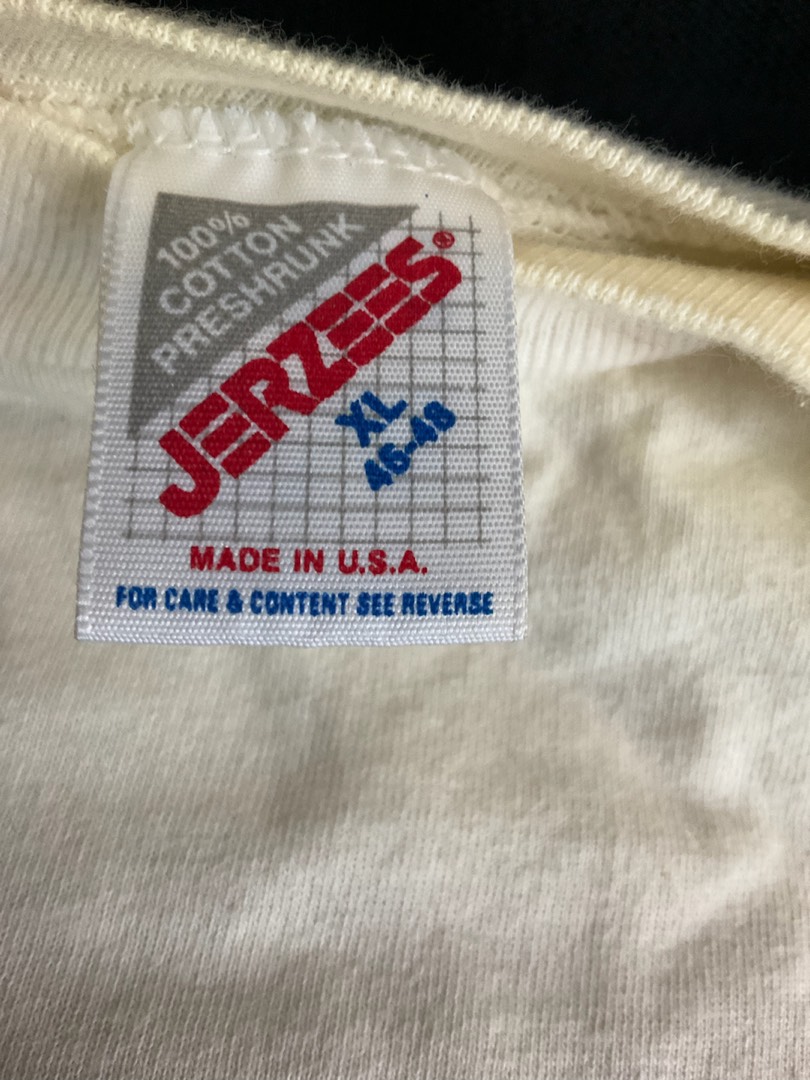 100%
COTTON
PRESHRUNK
JERZEES®
XL
46-48
MADE IN U.S.A.
FOR CARE & CONTENT SEE REVERSE